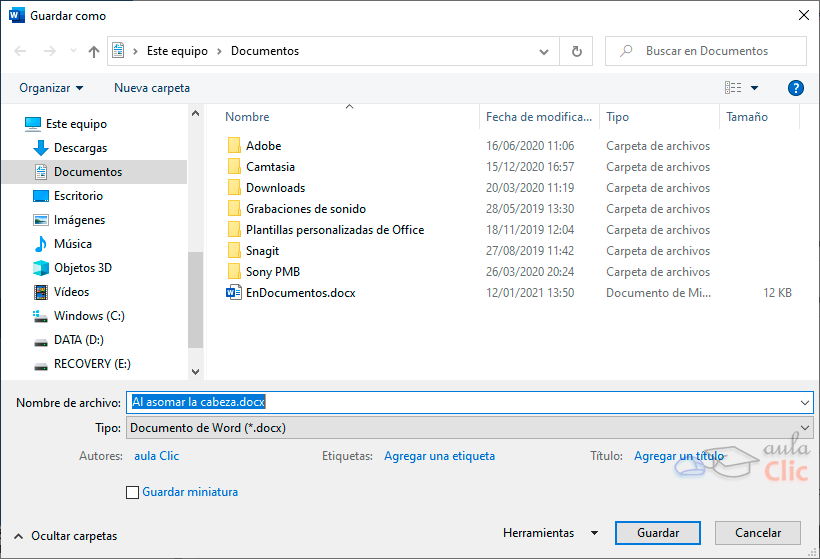 Guardar como
Este equipo > Documentos
Buscar en Documentos
Organizar Nueva carpeta
Nombre Fecha de modifica... Tipo Tamaño
Este equipo
Descargas
Documentos
Escritorio
Imágenes
Música
Objetos 3D
Vídeos
Windows (C:)
DATA (D:)
RECOVERY (E:)
Adobe 16/06/2020 11:06 Carpeta de archivos
Camtasia 15/12/2020 16:57 Carpeta de archivos
Downloads 20/03/2020 11:19 Carpeta de archivos
Grabaciones de sonido 28/05/2019 13:30 Carpeta de archivos
Plantillas personalizadas de Office 18/11/2019 12:04 Carpeta de archivos
Snagit 27/08/2019 11:42 Carpeta de archivos
Sony PMB 26/03/2020 20:24 Carpeta de archivos
EnDocumentos.docx 12/01/2021 13:50 Documento de Mi... 12 KB
Nombre de archivo: Al asomar la cabeza.docx
Tipo: Documento de Word (*.docx)
Autores: aula Clic Etiquetas: Agregar una etiqueta Título: Agregar un título
aula
Clic
Guardar miniatura
Ocultar carpetas Herramientas Guardar Cancelar